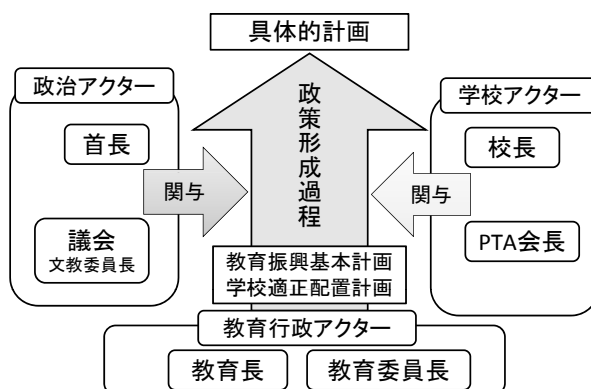 具体的計画
政治アクター
首長
議会
文教委員長
関与
政策形成過程
学校アクター
校長
PTA会長
関与
教育振興基本計画
学校適正配置計画
教育行政アクター
教育長
教育委員長